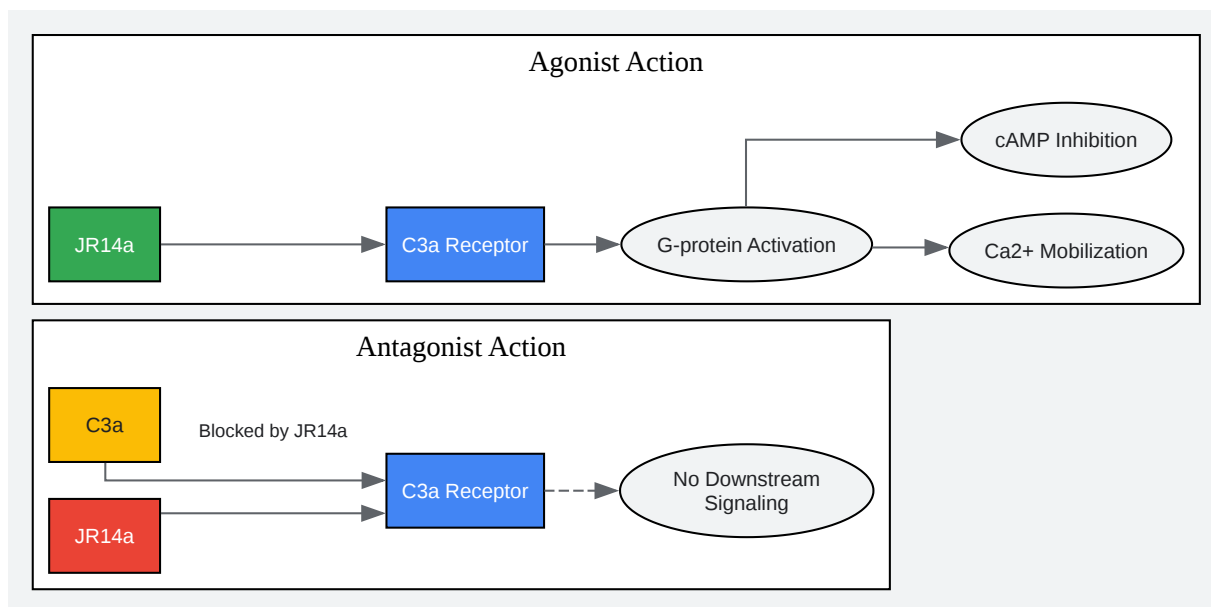 Agonist Action
cAMP Inhibition
JR14a
C3a Receptor
G-protein Activation
Ca2+ Mobilization
Antagonist Action
C3a
Blocked by JR14a
C3a Receptor
No Downstream
Signaling
JR14a